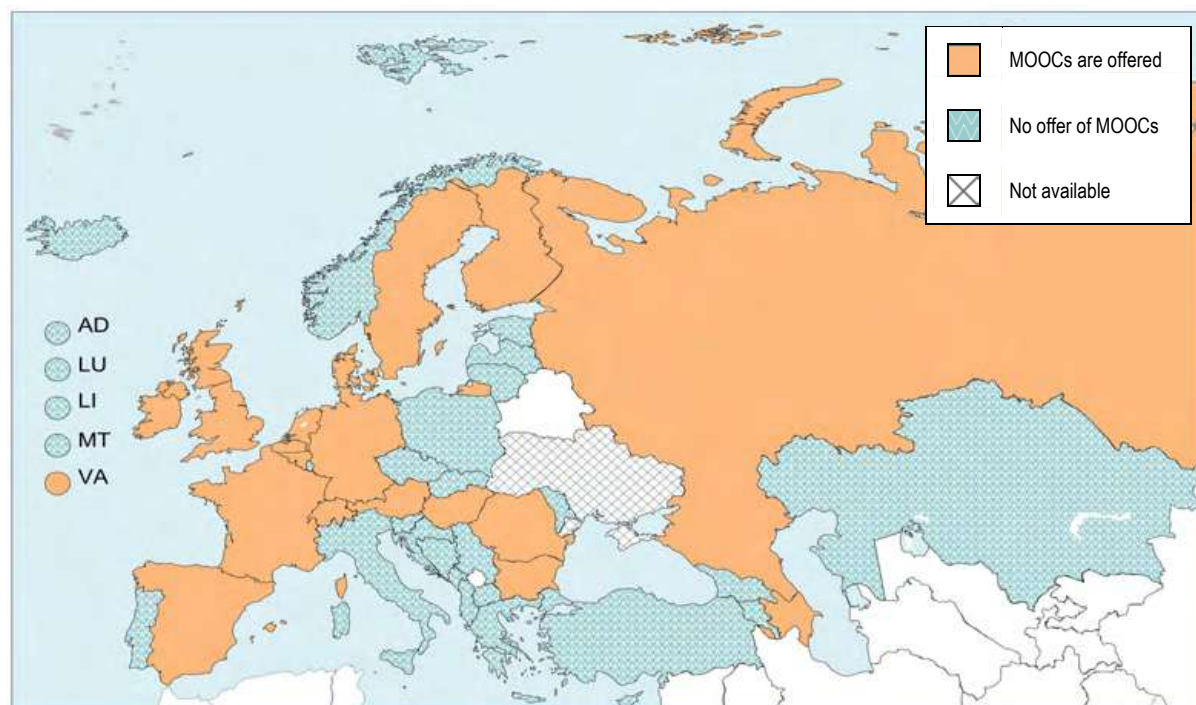 MOOCs are offered
No offer of MOOCs
Not available
AD
LU
LI
MT
VA